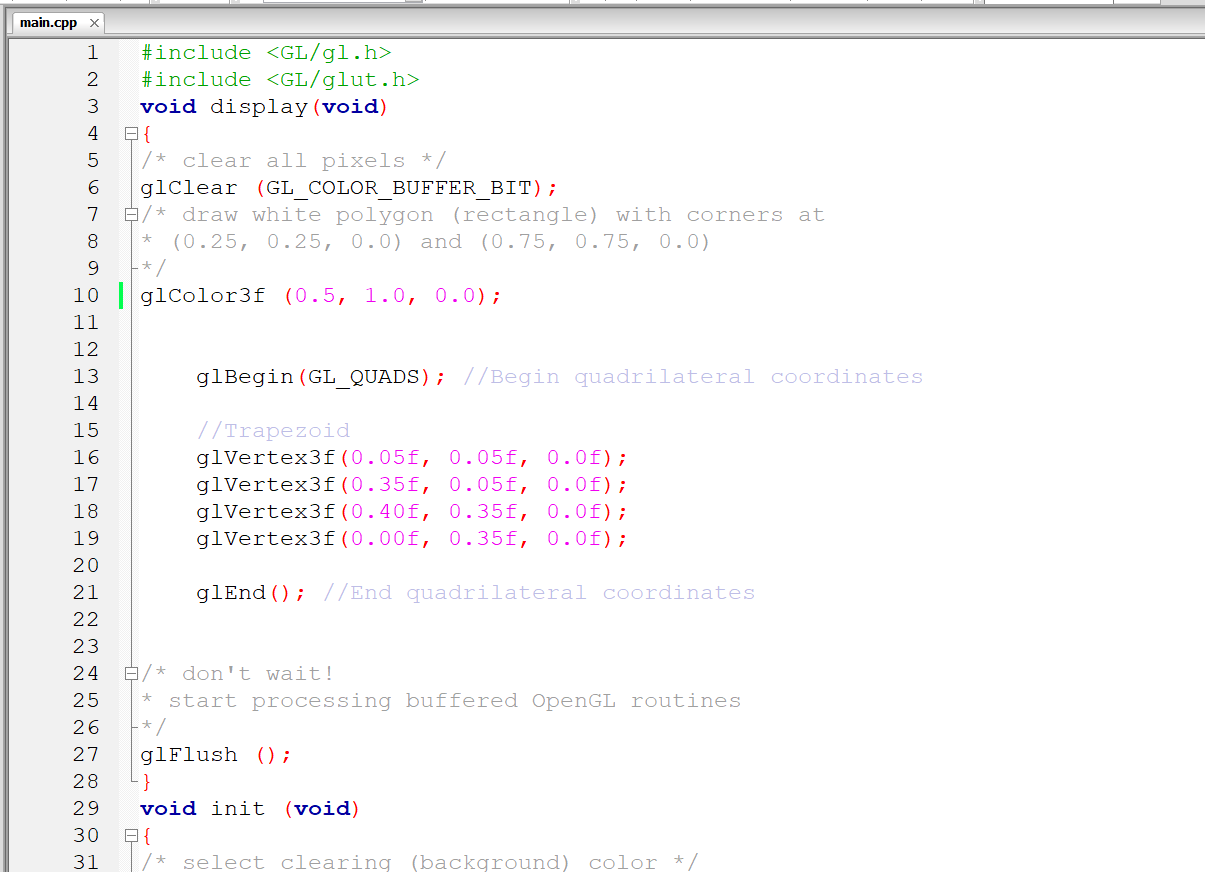 main.cpp
1 #include <GL/gl.h>
2 #include <GL/glut.h>
3 void display(void)
4 {
5 /* clear all pixels */
6 glClear (GL_COLOR_BUFFER_BIT);
7 /* draw white polygon (rectangle) with corners at
8 * (0.25, 0.25, 0.0) and (0.75, 0.75, 0.0)
9 */
10 glColor3f (0.5, 1.0, 0.0);
11
12
13 glBegin(GL_QUADS); //Begin quadrilateral coordinates
14
15 //Trapezoid
16 glVertex3f(0.05f, 0.05f, 0.0f);
17 glVertex3f(0.35f, 0.05f, 0.0f);
18 glVertex3f(0.40f, 0.35f, 0.0f);
19 glVertex3f(0.00f, 0.35f, 0.0f);
20
21 glEnd(); //End quadrilateral coordinates
22
23
24 /* don't wait!
25 * start processing buffered OpenGL routines
26 */
27 glFlush ();
28 }
29 void init (void)
30 {
31 /* select clearing (background) color */